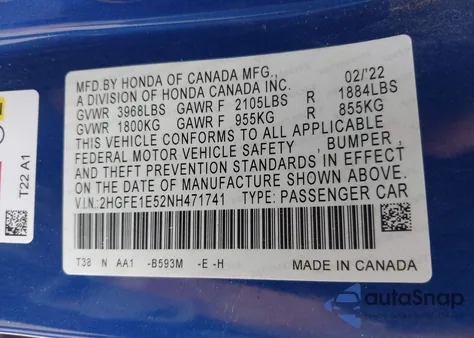 MFD.BY HONDA OF CANADA MFG., 02/'22
A DIVISION OF HONDA CANADA INC.
GVWR 3968LBS GAWR F 2105LBS R 1884LBS
GVWR 1800KG GAWR F 955KG R 855KG
THIS VEHICLE CONFORMS TO ALL APPLICABLE
FEDERAL MOTOR VEHICLE SAFETY , BUMPER ,
AND THEFT PREVENTION STANDARDS IN EFFECT
ON THE DATE OF MANUFACTURE SHOWN ABOVE.
V.I.N:2HGFE1E52NH471741 TYPE: PASSENGER CAR
T38 N AA1 -B593M -E -H MADE IN CANADA
T22 A1
autoSnap